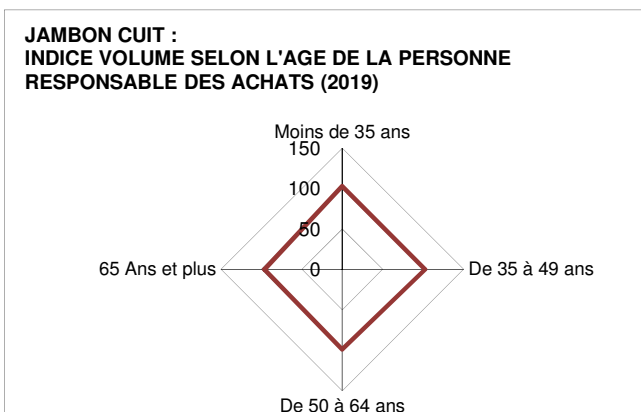 JAMBON CUIT :
INDICE VOLUME SELON L'AGE DE LA PERSONNE
RESPONSABLE DES ACHATS (2019)
Moins de 35 ans
150
100
50
65 Ans et plus
0
De 35 à 49 ans
De 50 à 64 ans